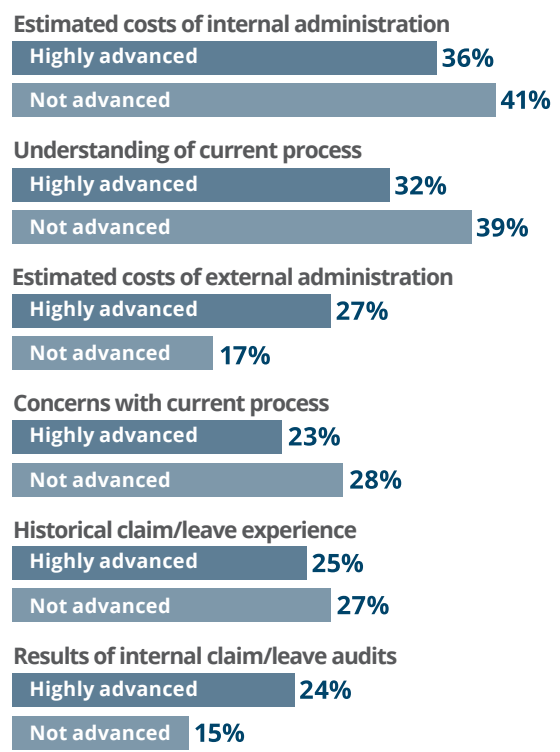 Estimated costs of internal administration
Highly advanced 36%
Not advanced 41%
Understanding of current process
Highly advanced 32%
Not advanced 39%
Estimated costs of external administration
Highly advanced 27%
Not advanced 17%
Concerns with current process
Highly advanced 23%
Not advanced 28%
Historical claim/leave experience
Highly advanced 25%
Not advanced 27%
Results of internal claim/leave audits
Highly advanced 24%
Not advanced 15%